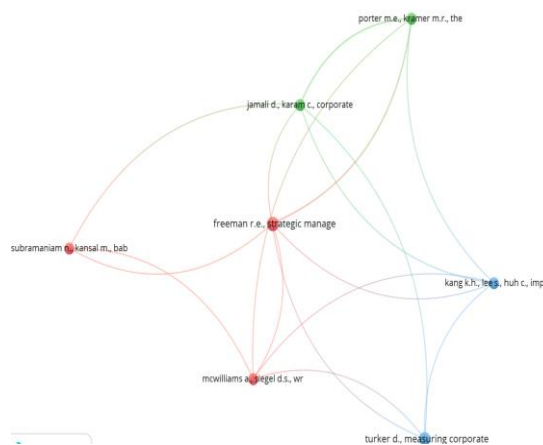 porter m.e., kramer m.r., the
jamali d., karam c., corporate
freeman r.e., strategic manage
subramaniam n., kansal m., bab
kang k.h., lee s., huh c., imp
mcwilliams a., siegel d.s., wr
turker d., measuring corporate